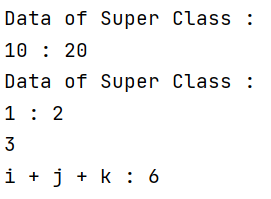 Data of Super Class :
10 : 20
Data of Super Class :
1 : 2
3
i + j + k : 6